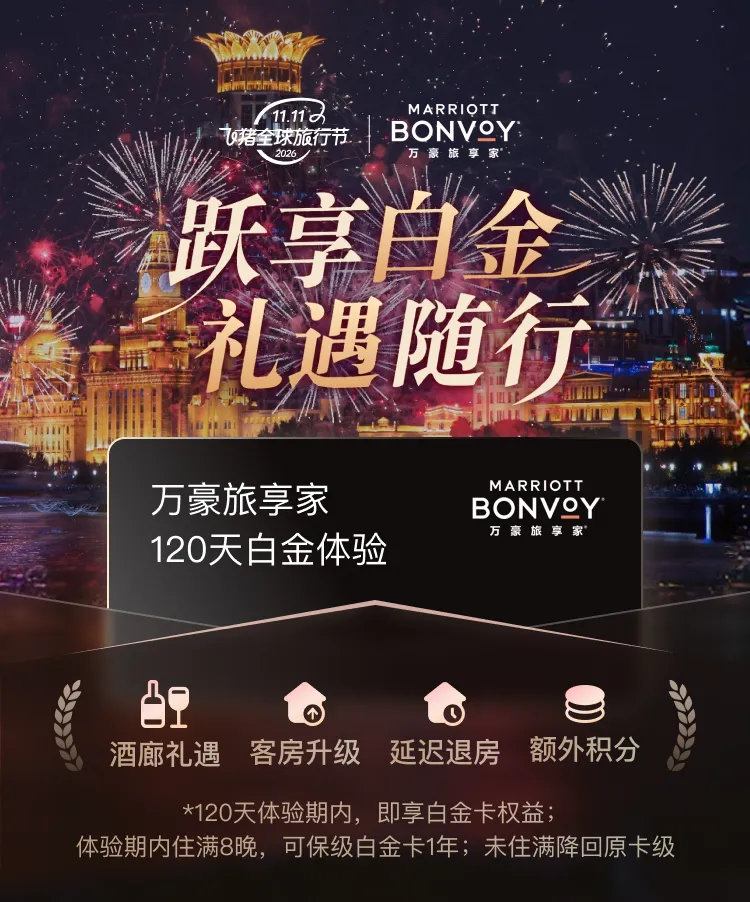 11.11
飞猪全球旅行节
2026
MARRIOTT
BONVOY
万豪旅享家
跃享白金
礼遇随行
万豪旅享家
120天白金体验
MARRIOTT
BONVOY
万豪旅享家
酒廊礼遇 客房升级 延迟退房 额外积分
*120天体验期内，即享白金卡权益；
体验期内住满8晚，可保级白金卡1年；未住满降回原卡级